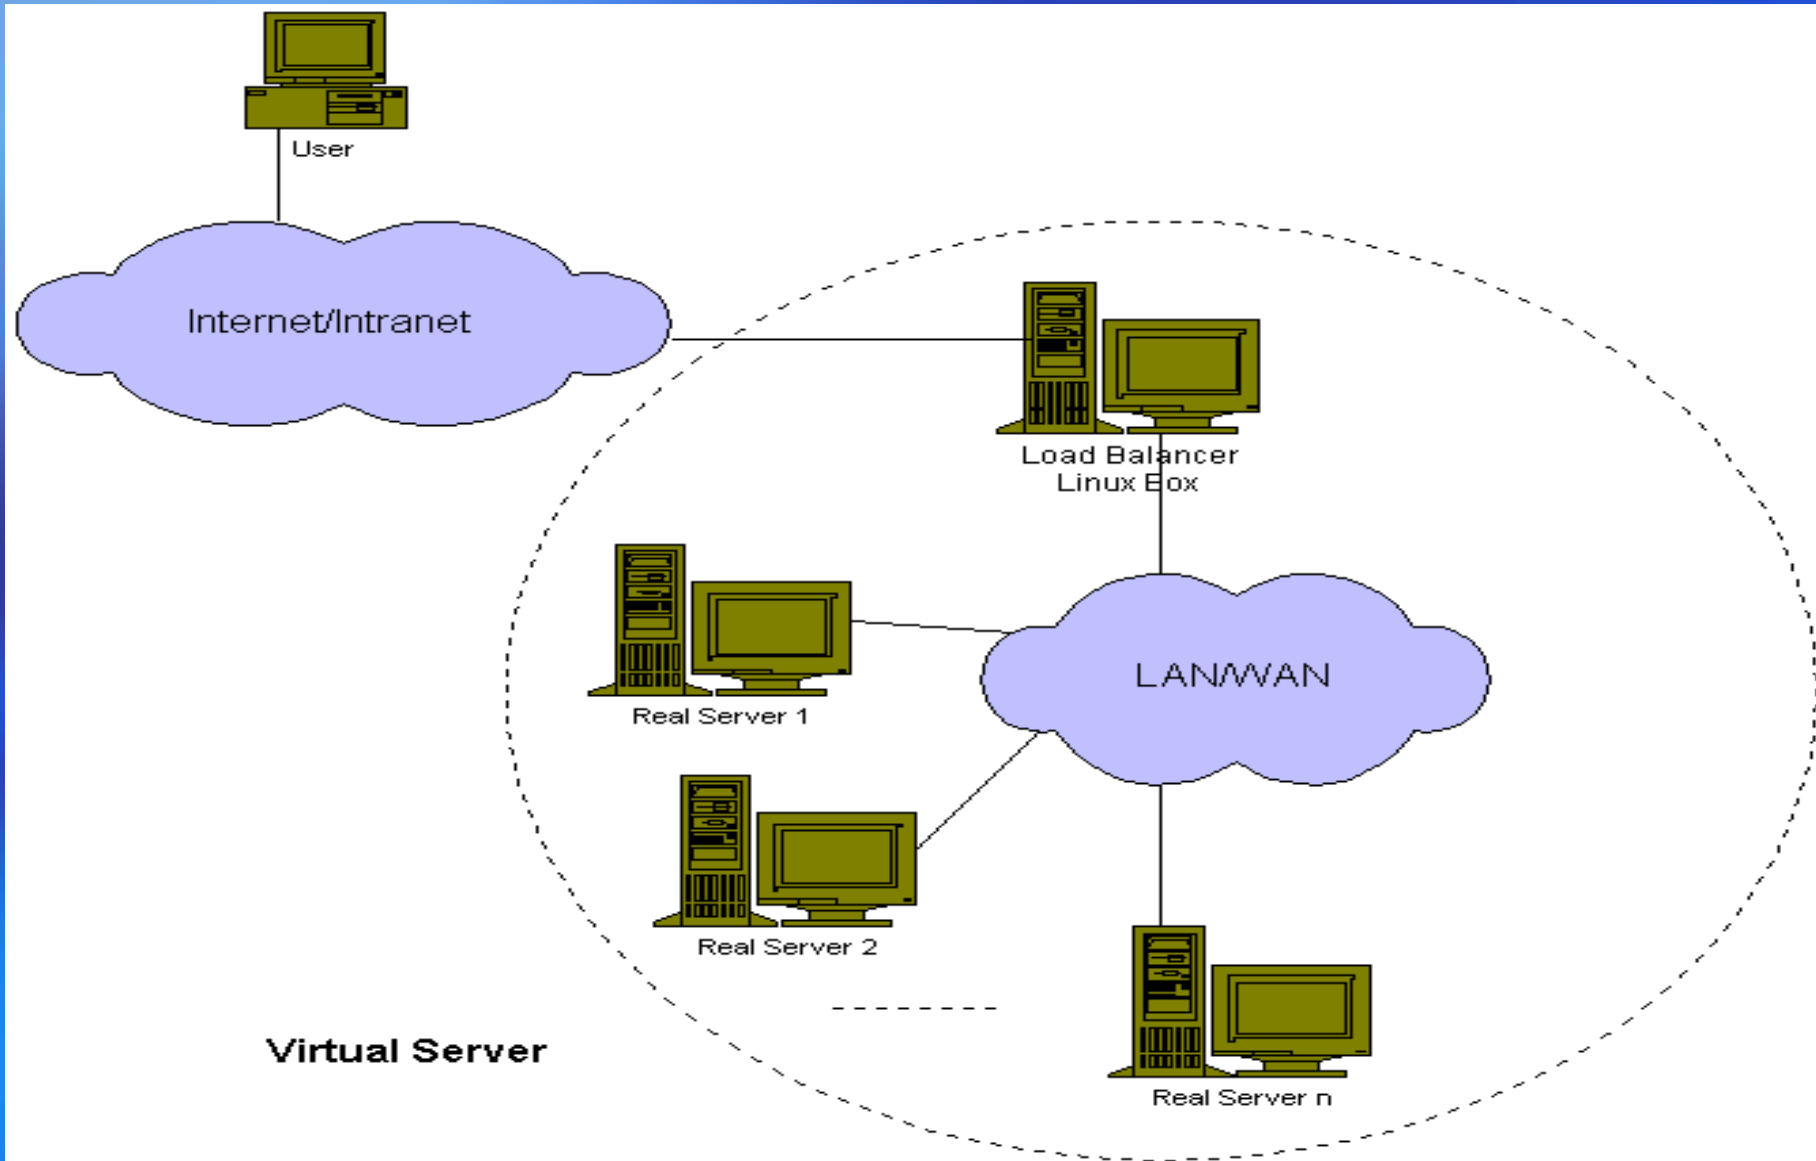 User
Internet/Intranet
Load Balancer
Linux Box
Real Server 1
LAN/WAN
Real Server 2
Virtual Server
Real Server n